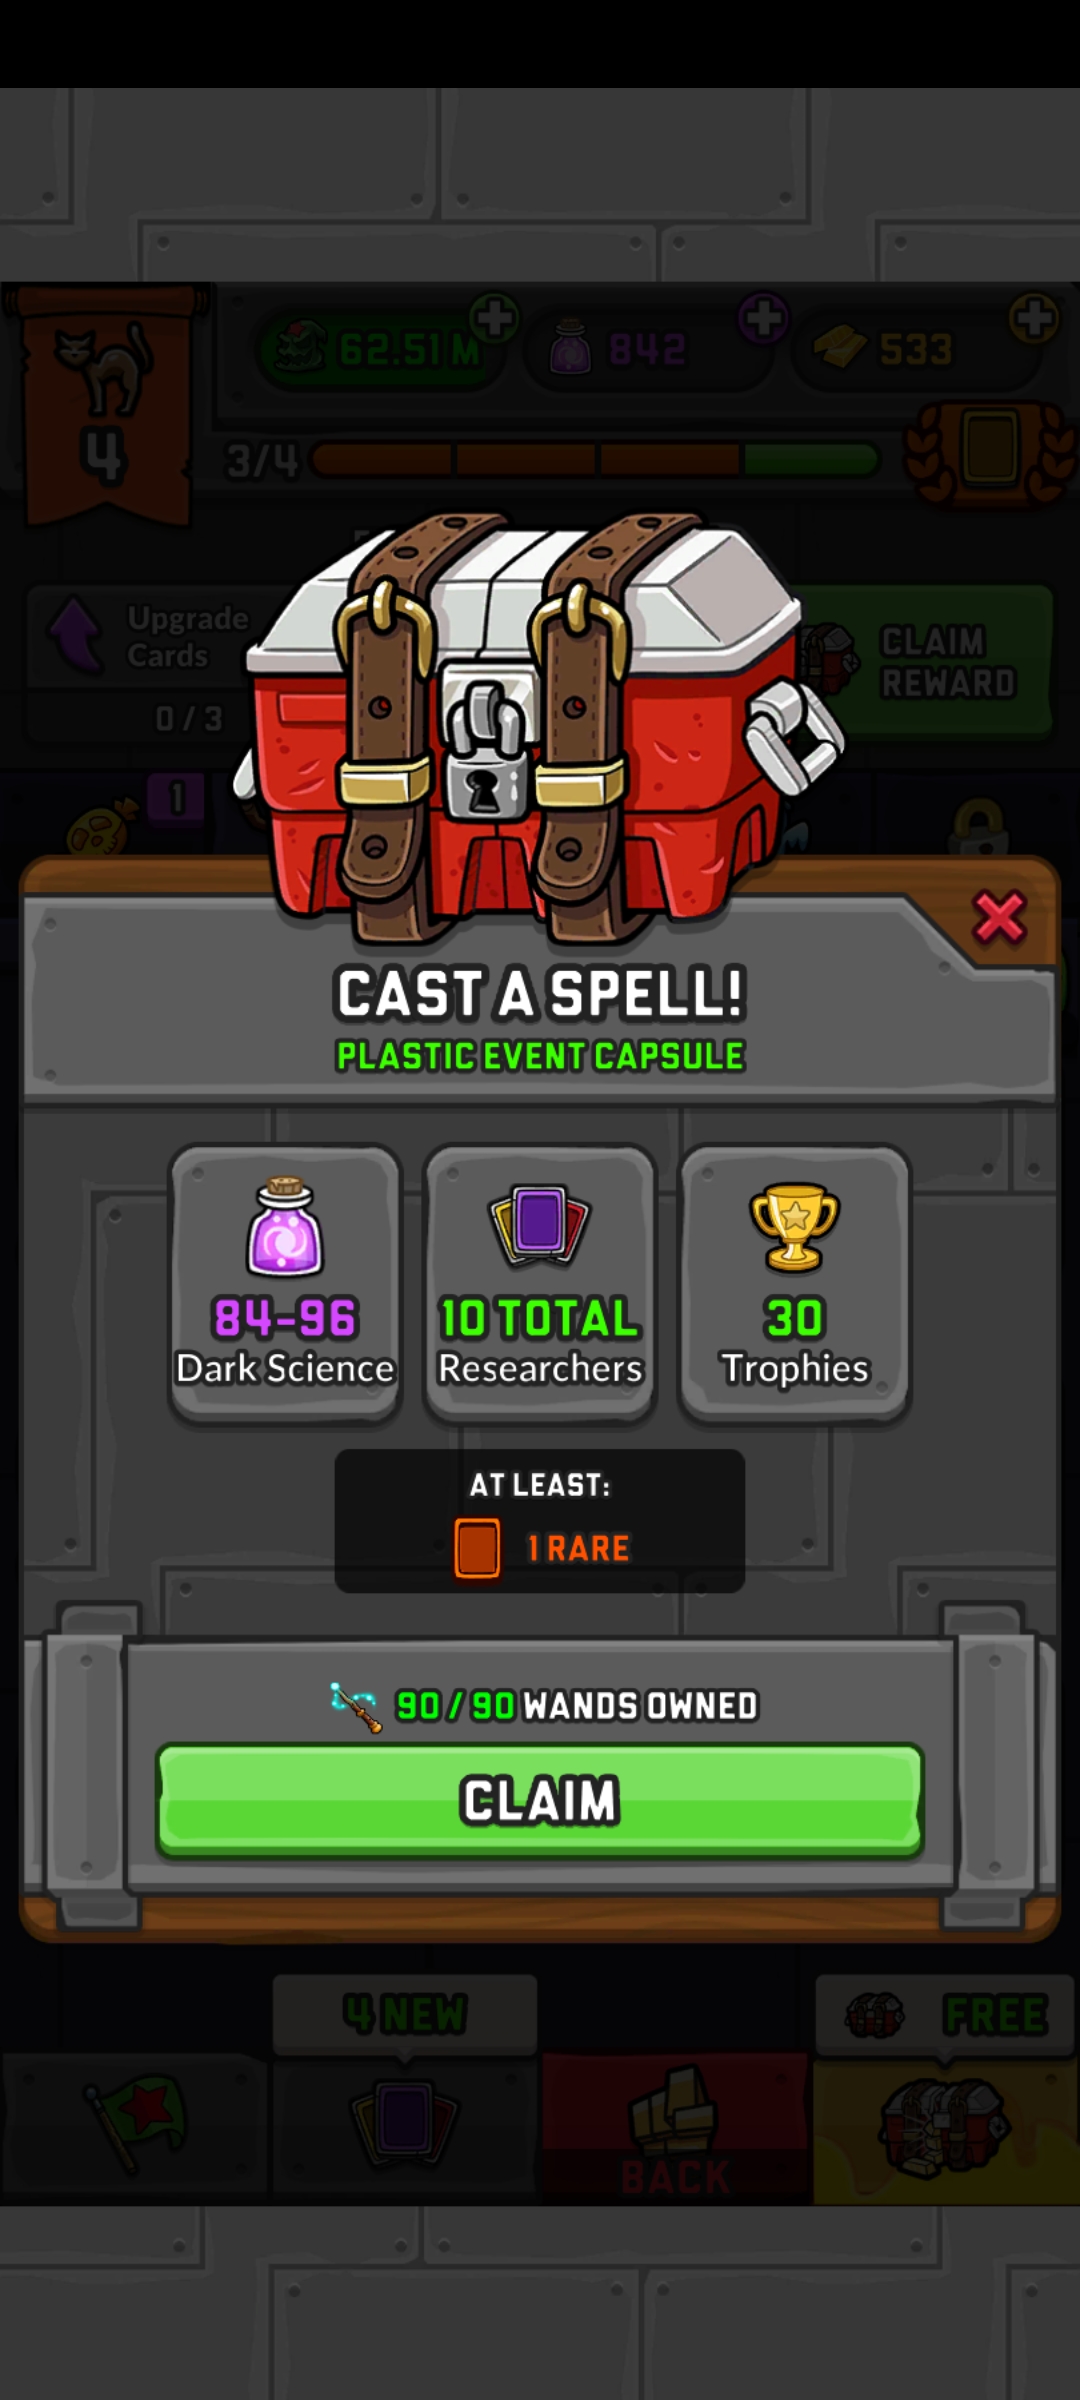 62.51 M
842
533
4
3/4
Upgrade
Cards
0 / 3
CLAIM
REWARD
1
CAST A SPELL!
PLASTIC EVENT CAPSULE
84-96
Dark Science
10 TOTAL
Researchers
30
Trophies
AT LEAST:
1 RARE
90 / 90 WANDS OWNED
CLAIM
4 NEW
FREE
BACK